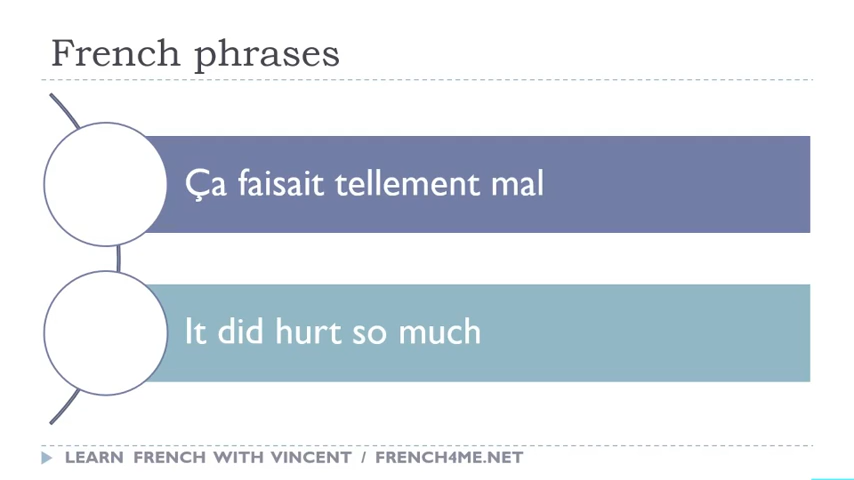 French phrases
Ça faisait tellement mal
It did hurt so much
LEARN FRENCH WITH VINCENT / FRENCH4ME.NET